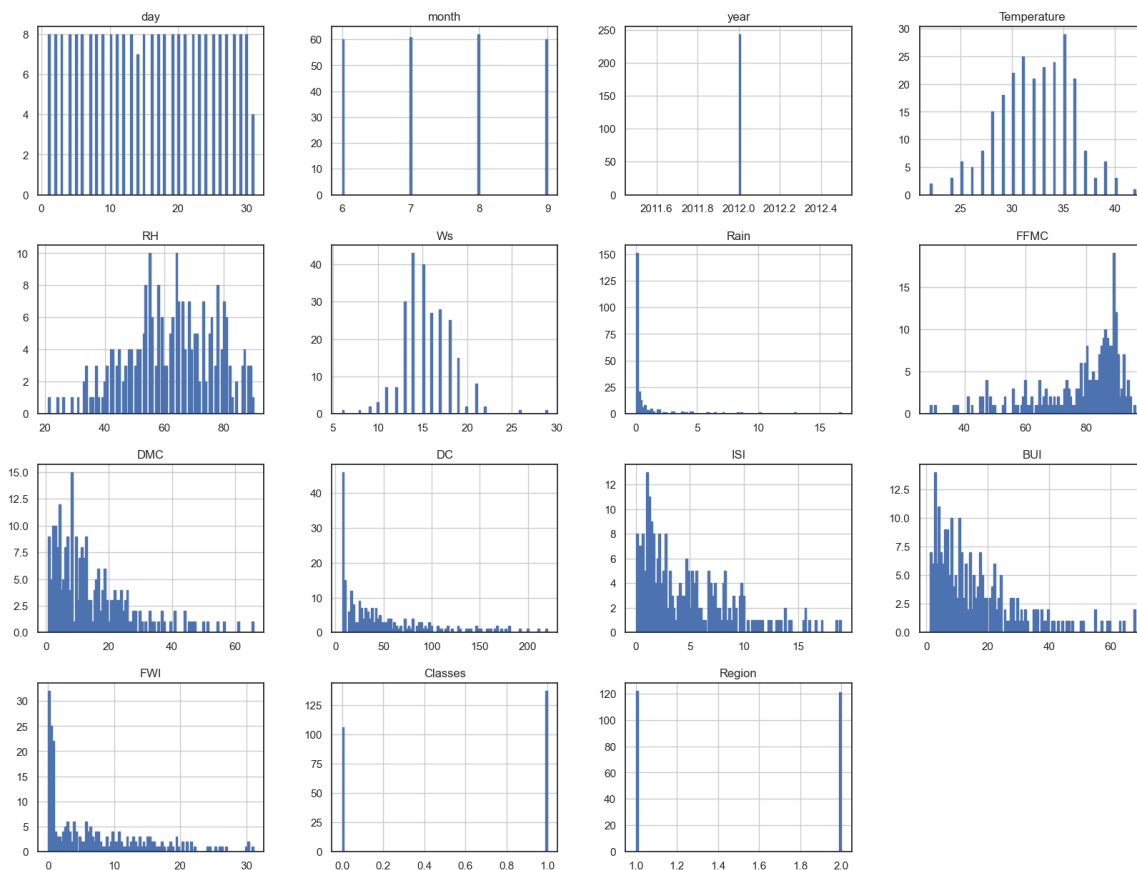 day month year Temperature
8 60 250 30
6 50 200 25
40 150 20
4 30 100 15
2 20 50 10
10 5
0 0 0 0
0 10 20 30 6 7 8 9 2011.6 2011.8 2012.0 2012.2 2012.4 25 30 35 40
RH Ws Rain FFMC
10 40 150 15
8 30 125 10
6 20 100 5
4 10 75 0
2 0 50
0 25
0
20 40 60 80 5 10 15 20 25 30 0 5 10 15 40 60 80
DMC DC ISI BUI
15.0 40 12 12.5
12.5 30 10 10.0
10.0 20 8 7.5
7.5 10 6 5.0
5.0 0 4 2.5
2.5 2 0.0
0.0 0
0 20 40 60 0 50 100 150 200 0 5 10 15 0 20 40 60
FWI Classes Region
30 125 120
25 100 100
20 75 80
15 50 60
10 25 40
5 0 20
0 0
0 10 20 30 0.0 0.2 0.4 0.6 0.8 1.0 1.0 1.2 1.4 1.6 1.8 2.0